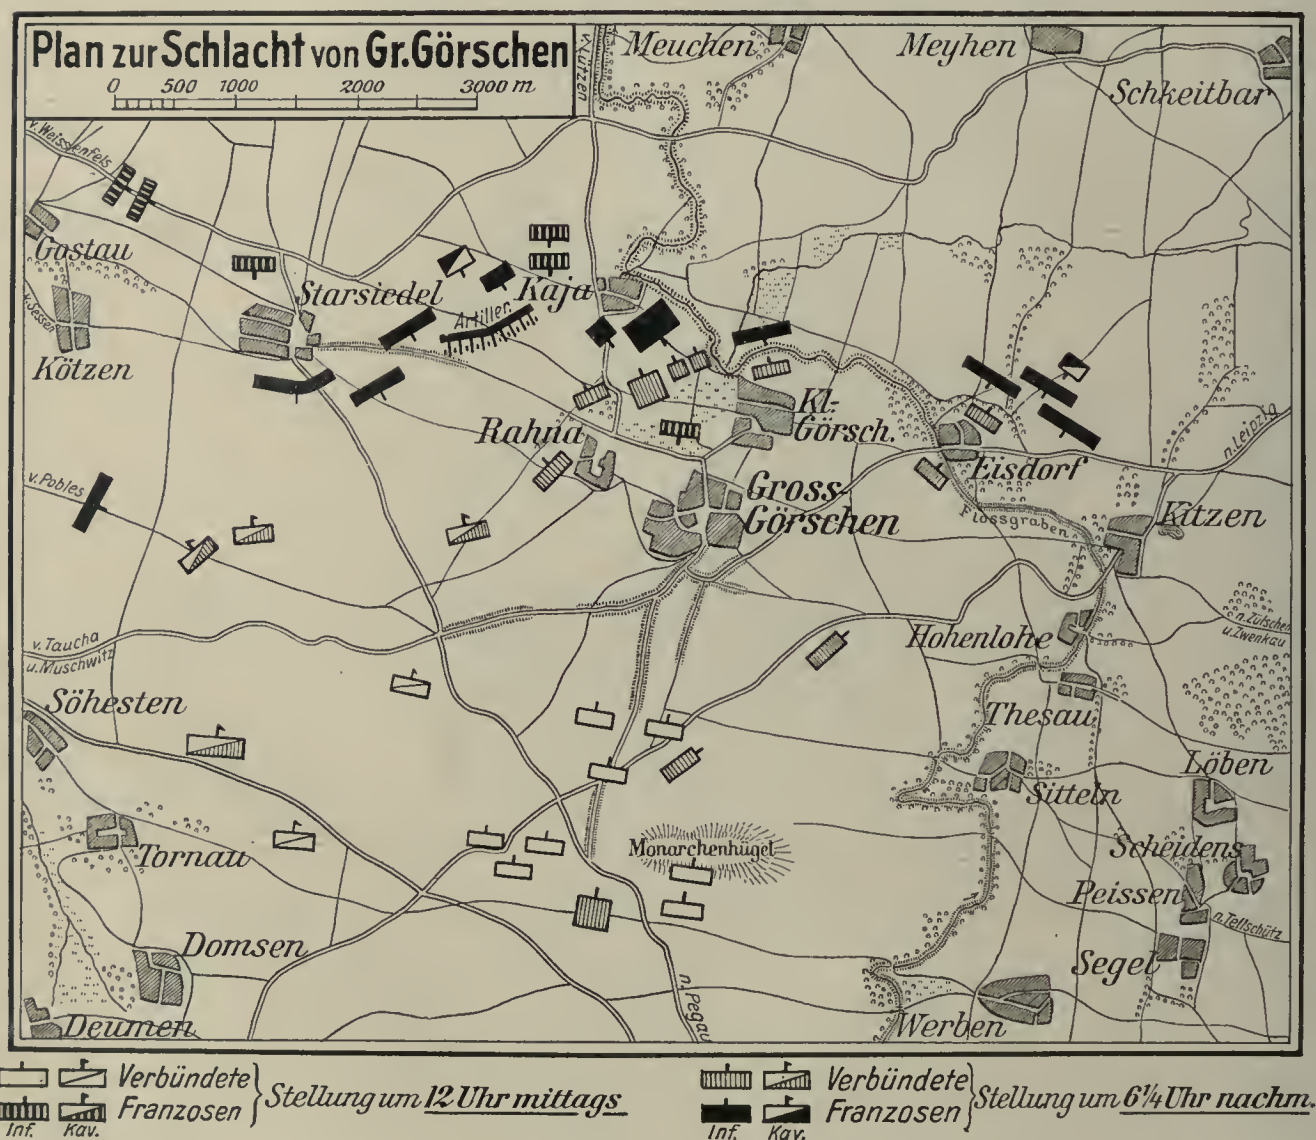 Plan zur Schlacht von Gr. Görschen
0 500 1000 2000 3000 m
v. Lützen
Meuchen
Meyhen
Schkeitbar
v. Weissenfels
Gostau
Starsiedel
Kaja
Artiller.
v. Jessen
Kötzen
Rahna
Kl.-
Görsch.
n. Leipzig
Eisdorf
v. Pobles
Gross-
Görschen
Flossgraben
Kitzen
v. Taucha
u. Muschwitz
Hohenlohe
n. Zütschen
u. Zwenkau
Söhesten
Thesau
Löben
Sitteln
Tornau
Monarchenhügel
Scheidens
Peissen
n. Tellschütz
Domsen
Segel
n. Pegau
Deumen
Werben
Verbündete
Franzosen
Inf. Kav.
Stellung um 12 Uhr mittags
Verbündete
Franzosen
Inf. Kav.
Stellung um 6¼ Uhr nachm.